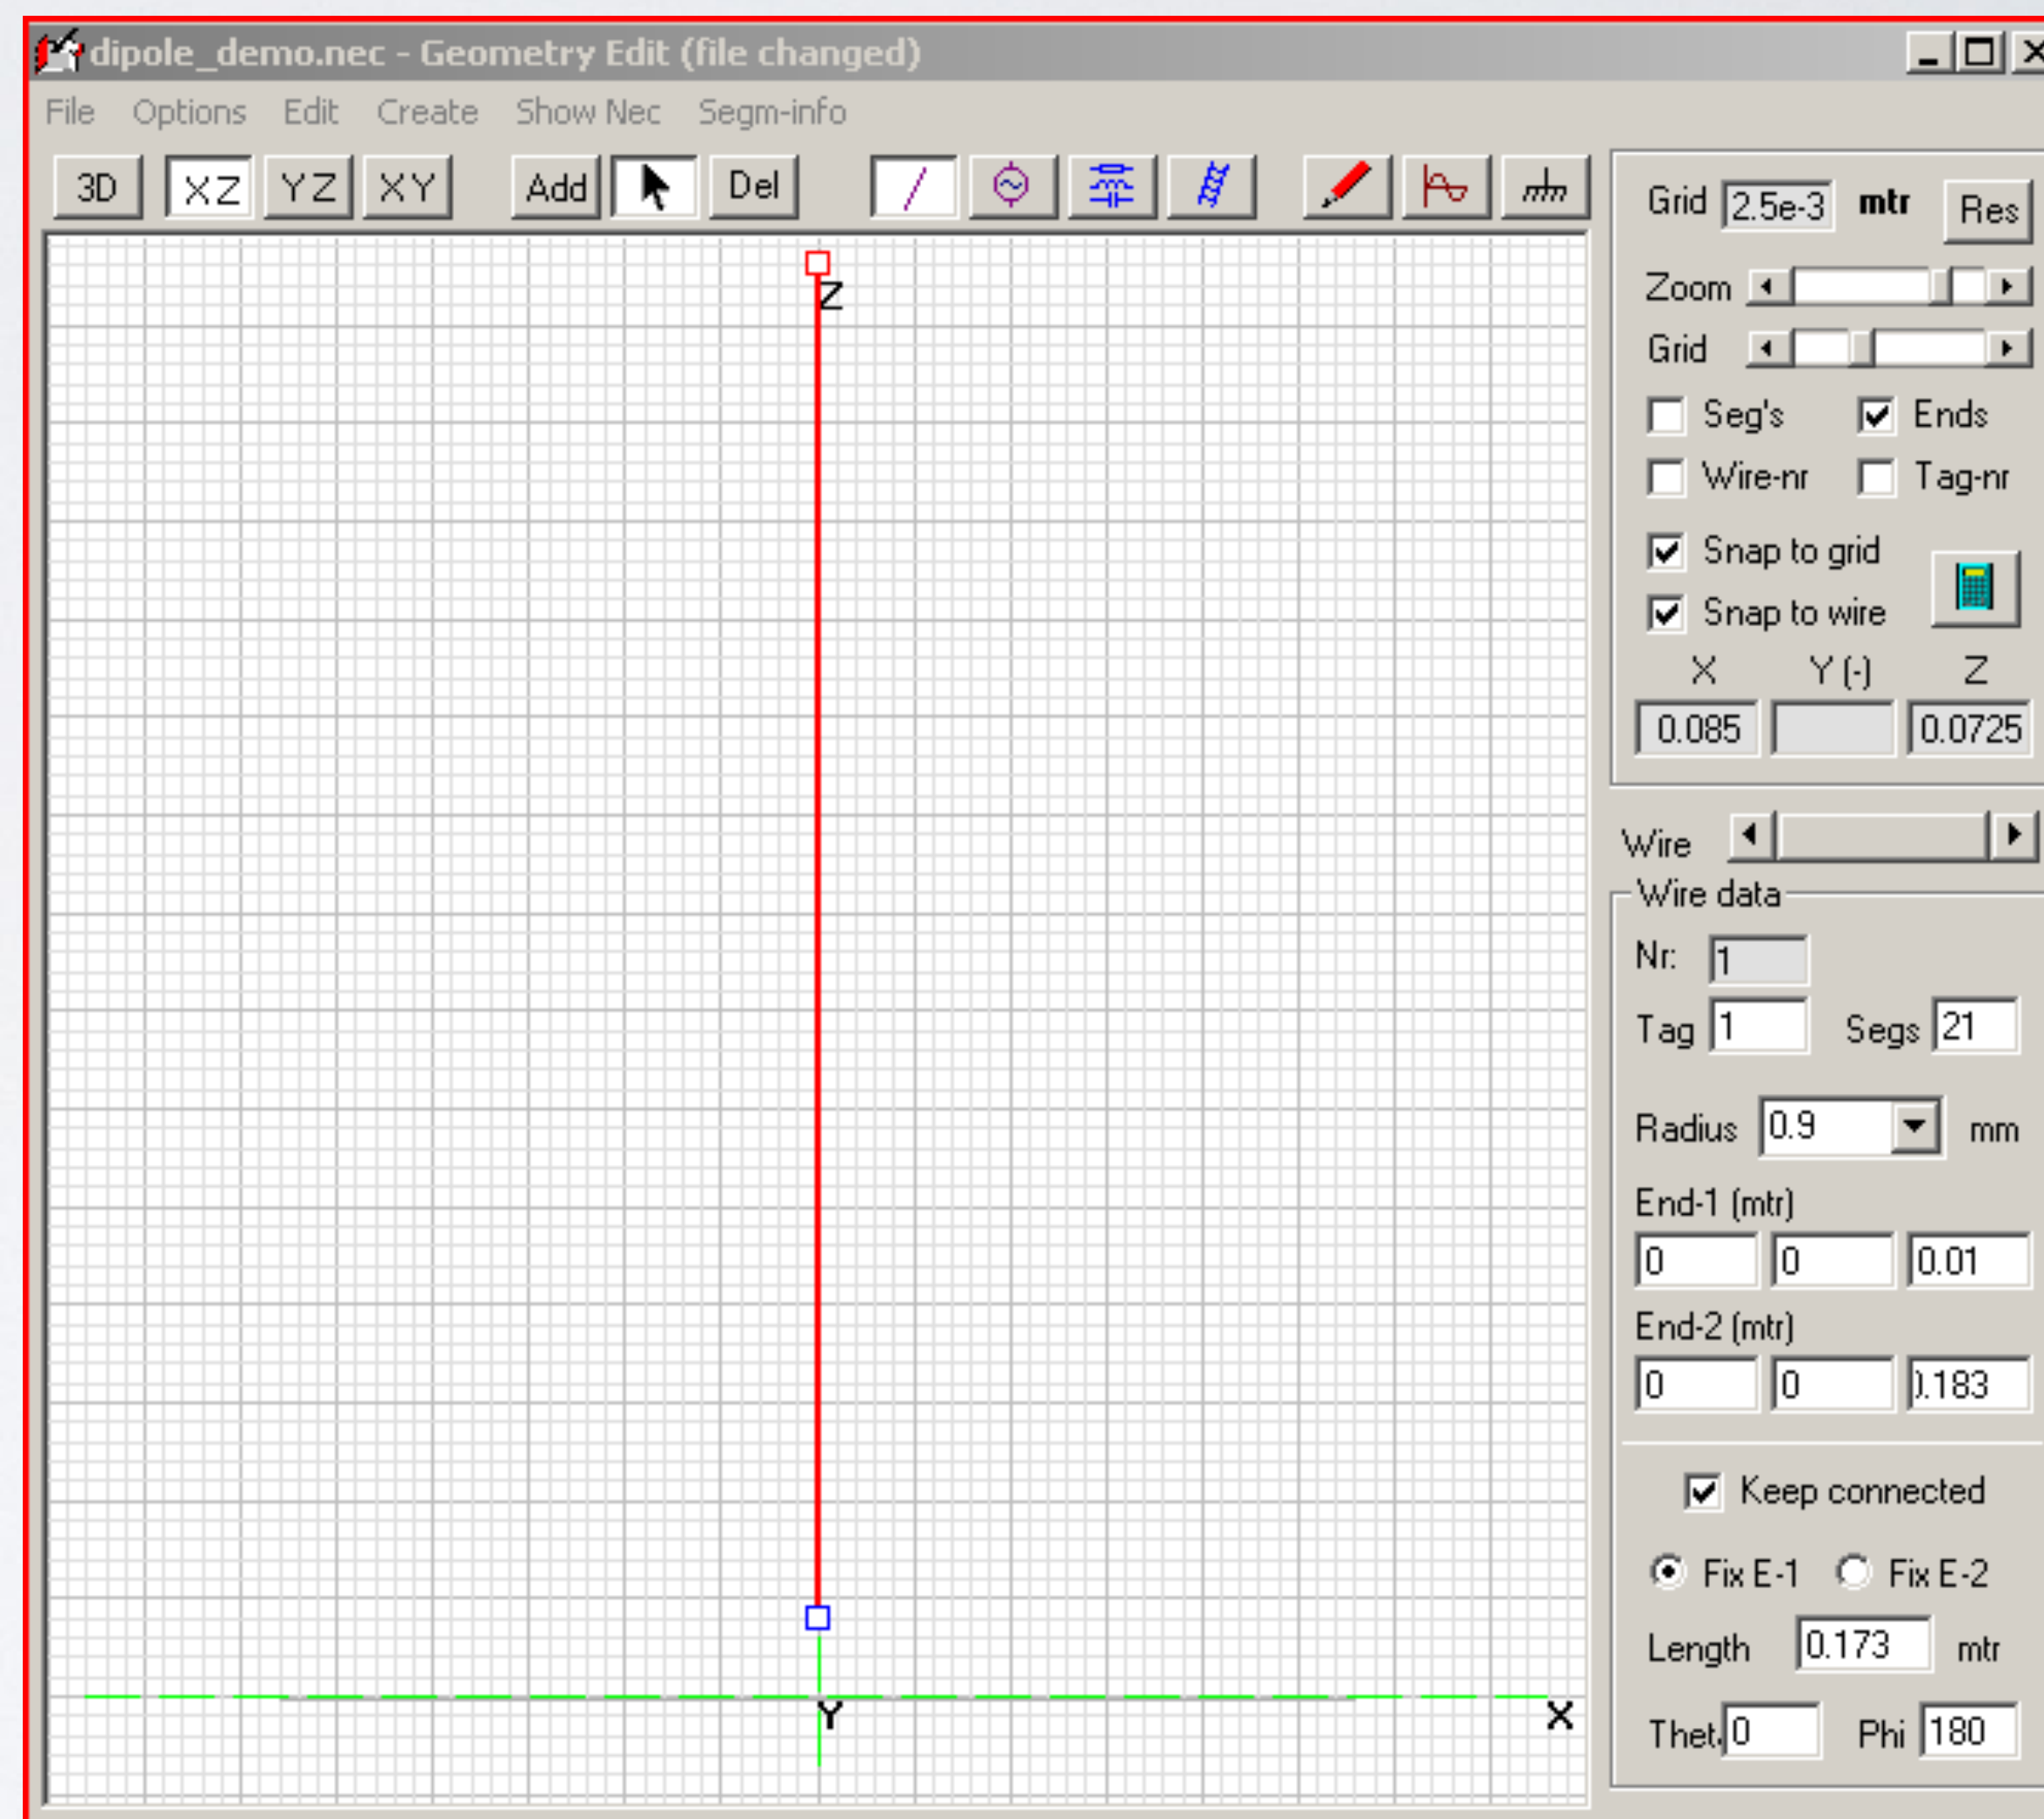 dipole_demo.nec - Geometry Edit (file changed)
File Options Edit Create Show Nec Segm-info
3D XZ YZ XY Add Del
Grid 2.5e-3 mtr Res
Zoom
Grid
Seg's Ends
Wire-nr Tag-nr
Snap to grid
Snap to wire
X Y (-) Z
0.085 0.0725
Z
Y
X
Wire
Wire data
Nr: 1
Tag 1 Segs 21
Radius 0.9 mm
End-1 (mtr)
0 0 0.01
End-2 (mtr)
0 0 ).183
Keep connected
Fix E-1 Fix E-2
Length 0.173 mtr
Thet 0 Phi 180